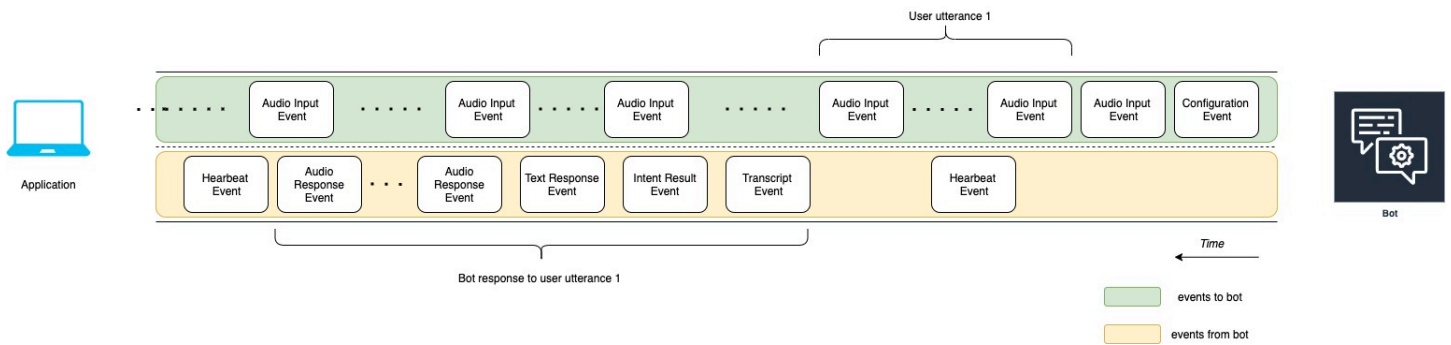 User utterance 1
Audio Input
Event
Audio Input
Event
Audio Input
Event
Audio Input
Event
Audio Input
Event
Audio Input
Event
Configuration
Event
Application
Hearbeat
Event
Audio
Response
Event
Audio
Response
Event
Text Response
Event
Intent Result
Event
Transcript
Event
Hearbeat
Event
Bot
Time
Bot response to user utterance 1
events to bot
events from bot